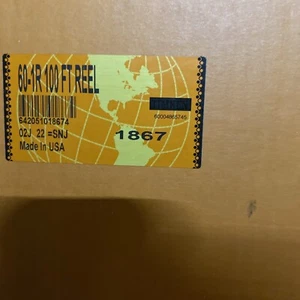 60-1R 100 FT REEL
642051018674
02J 22 =SNJ
Made In USA
1867